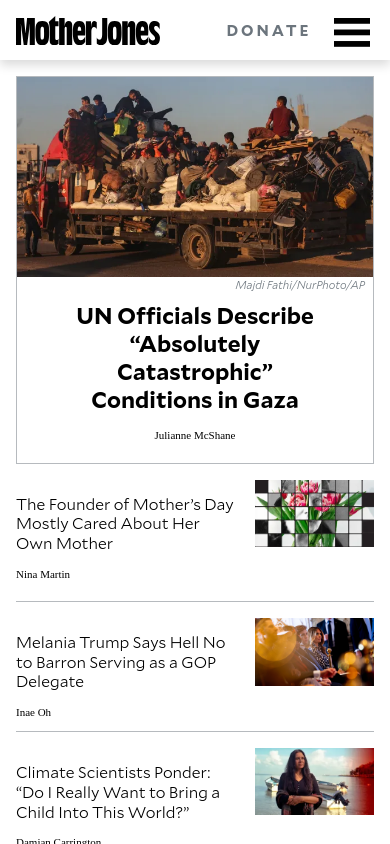 Mother Jones
DONATE
Majdi Fathi/NurPhoto/AP
UN Officials Describe
“Absolutely
Catastrophic”
Conditions in Gaza
Julianne McShane
The Founder of Mother’s Day
Mostly Cared About Her
Own Mother
Nina Martin
Melania Trump Says Hell No
to Barron Serving as a GOP
Delegate
Inae Oh
Climate Scientists Ponder:
“Do I Really Want to Bring a
Child Into This World?”
Damian Carrington